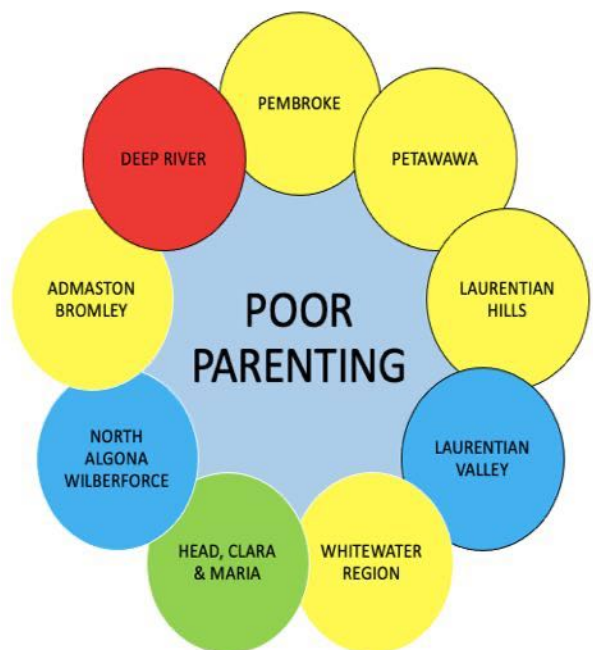 PEMBROKE
PETAWAWA
LAURENTIAN
HILLS
LAURENTIAN
VALLEY
WHITEWATER
REGION
HEAD, CLARA
& MARIA
NORTH
ALGONA
WILBERFORCE
ADMASTON
BROMLEY
DEEP RIVER
POOR
PARENTING